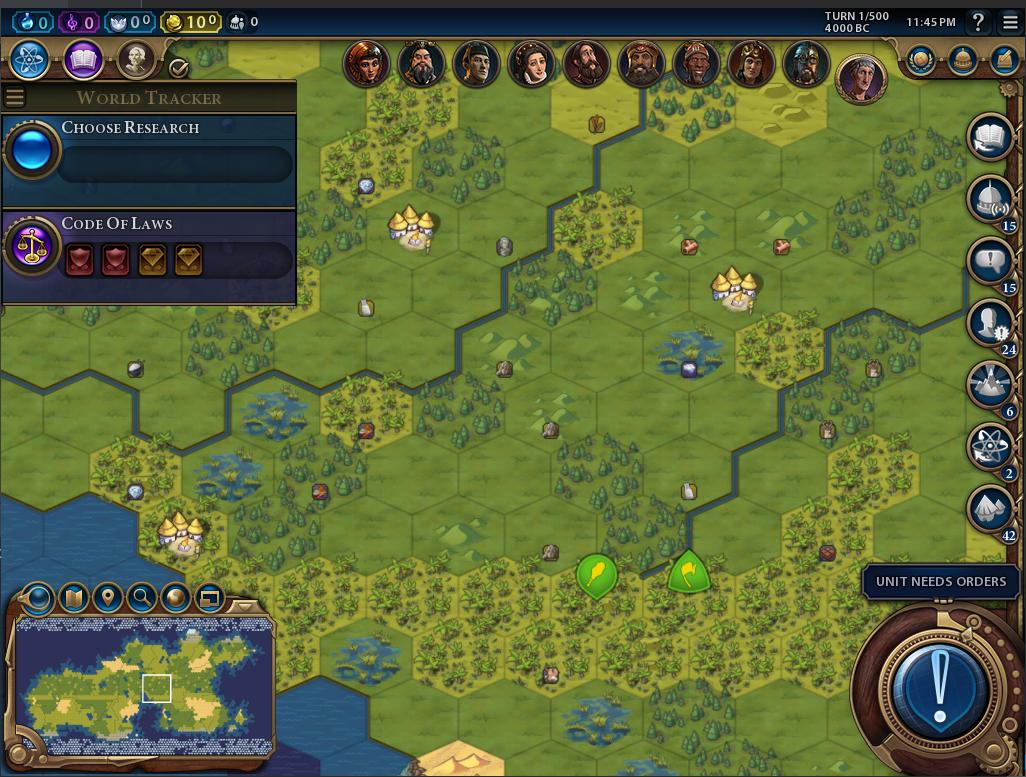 0 0 0⁰ 10⁰ 0
TURN 1/500
4000 BC
11:45 PM
?
WORLD TRACKER
CHOOSE RESEARCH
CODE OF LAWS
15
15
24
6
2
42
UNIT NEEDS ORDERS